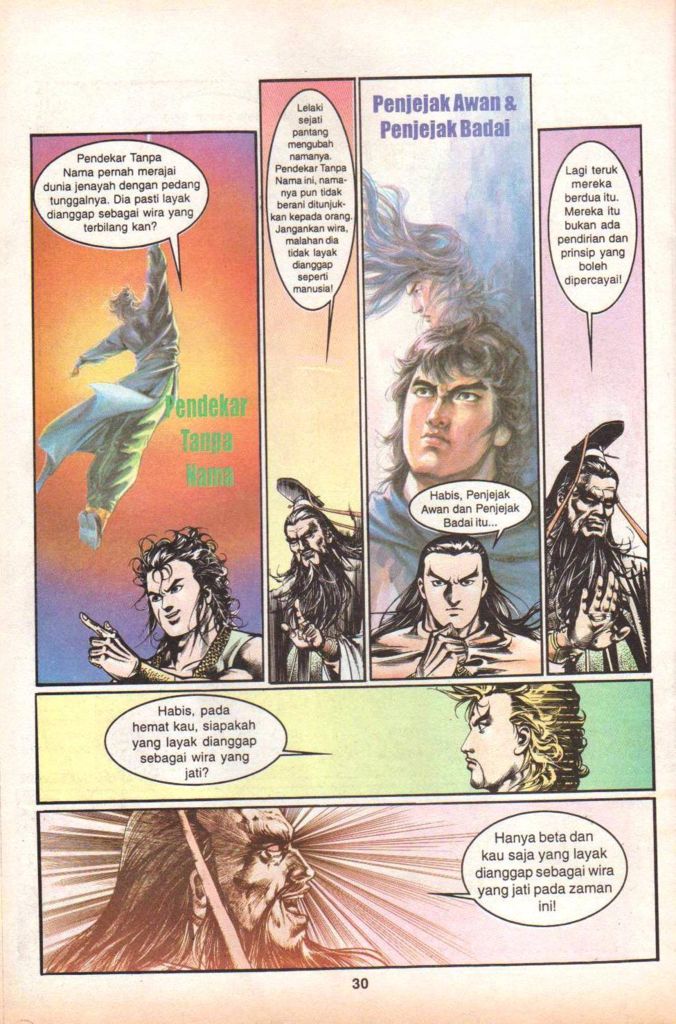 Pendekar Tanpa
Nama pernah merajai
dunia jenayah dengan pedang
tunggalnya. Dia pasti layak
dianggap sebagai wira yang
terbilang kan?
Pendekar
Tanpa
Nama
Lelaki
sejati
pantang
mengubah
namanya.
Pendekar Tanpa
Nama ini, nama-
nya pun tidak
berani ditunjuk-
kan kepada orang.
Jangankan wira,
malahan dia
tidak layak
dianggap
seperti
manusia!
Penjejak Awan &
Penjejak Badai
Habis, Penjejak
Awan dan Penjejak
Badai itu...
Lagi teruk
mereka
berdua itu.
Mereka itu
bukan ada
pendirian dan
prinsip yang
boleh
dipercayai!
Habis, pada
hemat kau, siapakah
yang layak dianggap
sebagai wira yang
jati?
Hanya beta dan
kau saja yang layak
dianggap sebagai wira
yang jati pada zaman
ini!
30